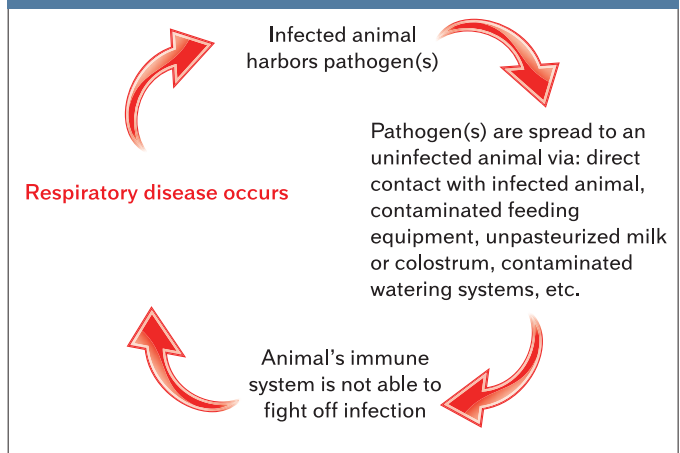 Infected animal
harbors pathogen(s)
Pathogen(s) are spread to an
uninfected animal via: direct
contact with infected animal,
contaminated feeding
equipment, unpasteurized milk
or colostrum, contaminated
watering systems, etc.
Animal's immune
system is not able to
fight off infection
Respiratory disease occurs